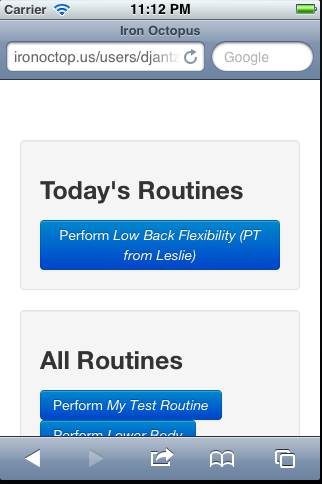 Carrier 11:12 PM
Iron Octopus
ironoctop.us/users/djantz
Google
Today's Routines
Perform Low Back Flexibility (PT
from Leslie)
All Routines
Perform My Test Routine
Perform Lower Body